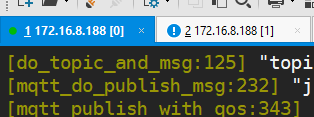 1 172.16.8.188 [0] 2 172.16.8.188 [1]
[do_topic_and_msg:125] "topi
[mqtt_do_publish_msg:232] "j
[mqtt_publish_with_qos:343]